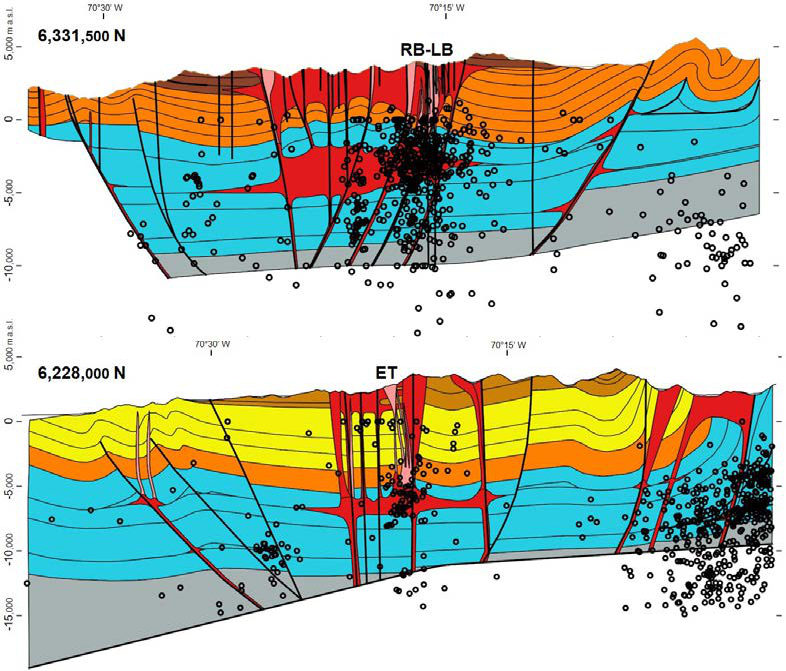 70°30' W 70°15' W
6,331,500 N
RB-LB
5,000 m a.s.l.
0
-5,000
-10,000
70°30' W 70°15' W
6,228,000 N
ET
5,000 m a.s.l.
0
-5,000
-10,000
-15,000